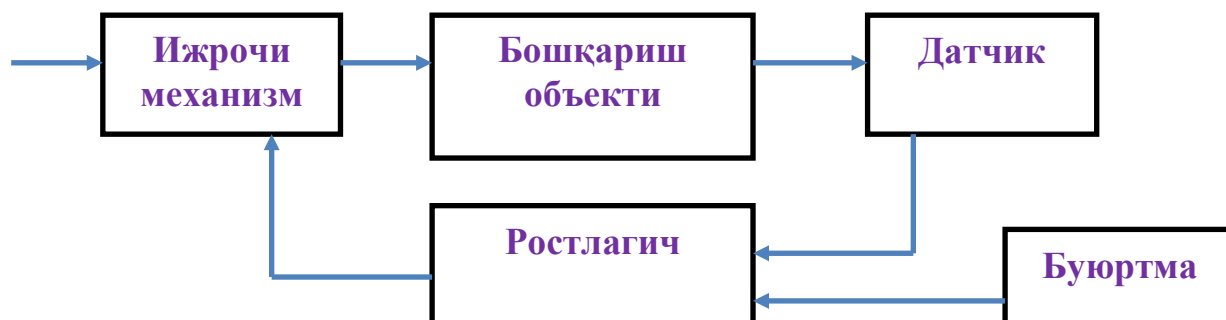 Ижрочи
механизм
Бошқариш
объекти
Датчик
Ростлагич
Буюртма